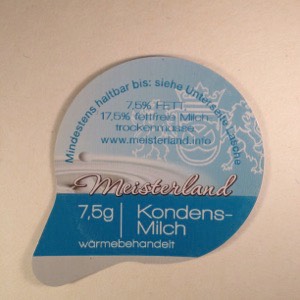 Mindestens haltbar bis: siehe Unterseite Lasche
7,5% FETT
17,5% fettfreie Milch-
trockenmasse
www.meisterland.info
Meisterland
7,5g | Kondens-
Milch
wärmebehandelt